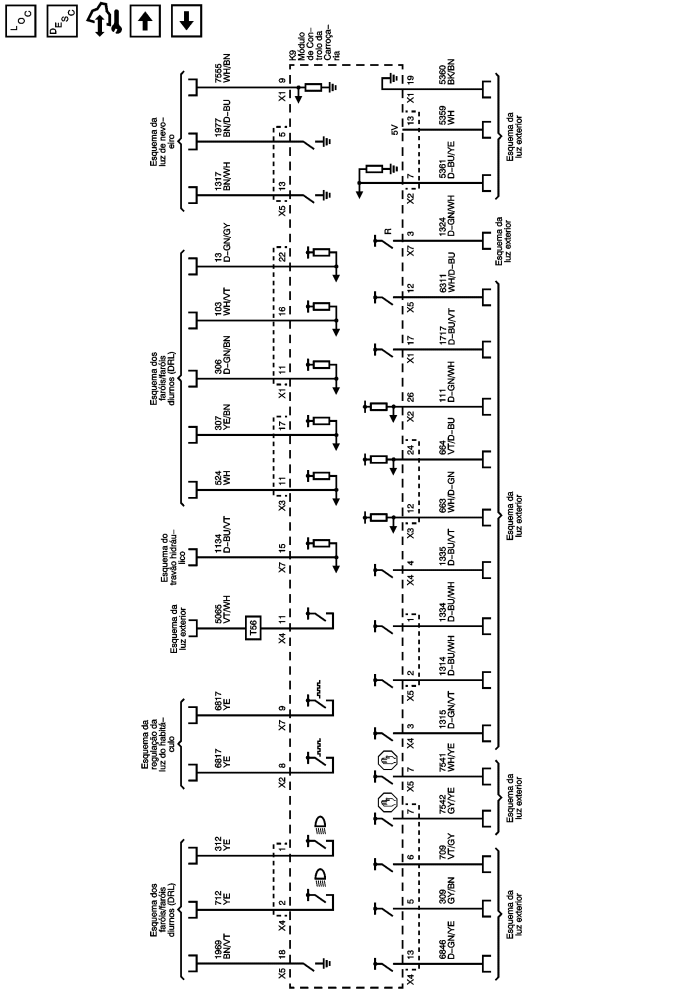 LOC
DESC
K9
Módulo
de Con-
trolo da
Carroça-
ria
Esquema da
luz de nevo-
eiro
7555
WH/BN
9
X1
1977
BN/D-BU
5
1317
BN/WH
13
X5
Esquema dos
faróis/faróis
diurnos (DRL)
13
D-GN/GY
22
103
WH/VT
16
306
D-GN/BN
11
X1
307
YE/BN
17
524
WH
11
X3
Esquema do
travão hidráu-
lico
1134
D-BU/VT
15
X7
Esquema da
luz exterior
5065
VT/WH
T56
11
X4
Esquema da
regulação da
luz do habitá-
culo
6817
YE
9
X7
6817
YE
8
X2
Esquema dos
faróis/faróis
diurnos (DRL)
312
YE
1
712
YE
2
X4
1969
BN/VT
18
X5
19
X1
5360
BK/BN
5V
13
5359
WH
7
X2
5361
D-BU/YE
Esquema da
luz exterior
R
3
X7
1324
D-GN/WH
Esquema da
luz exterior
12
X5
6311
WH/D-BU
17
X1
1717
D-BU/VT
26
X2
111
D-GN/WH
24
664
VT/D-BU
12
X3
663
WH/D-GN
4
X4
1335
D-BU/VT
1
1334
D-BU/WH
2
X5
1314
D-BU/WH
3
X4
1315
D-GN/VT
Esquema da
luz exterior
7
X5
7541
WH/YE
7
7542
GY/YE
Esquema da
luz exterior
6
709
VT/GY
5
309
GY/BN
13
X4
6846
D-GN/YE
Esquema da
luz exterior